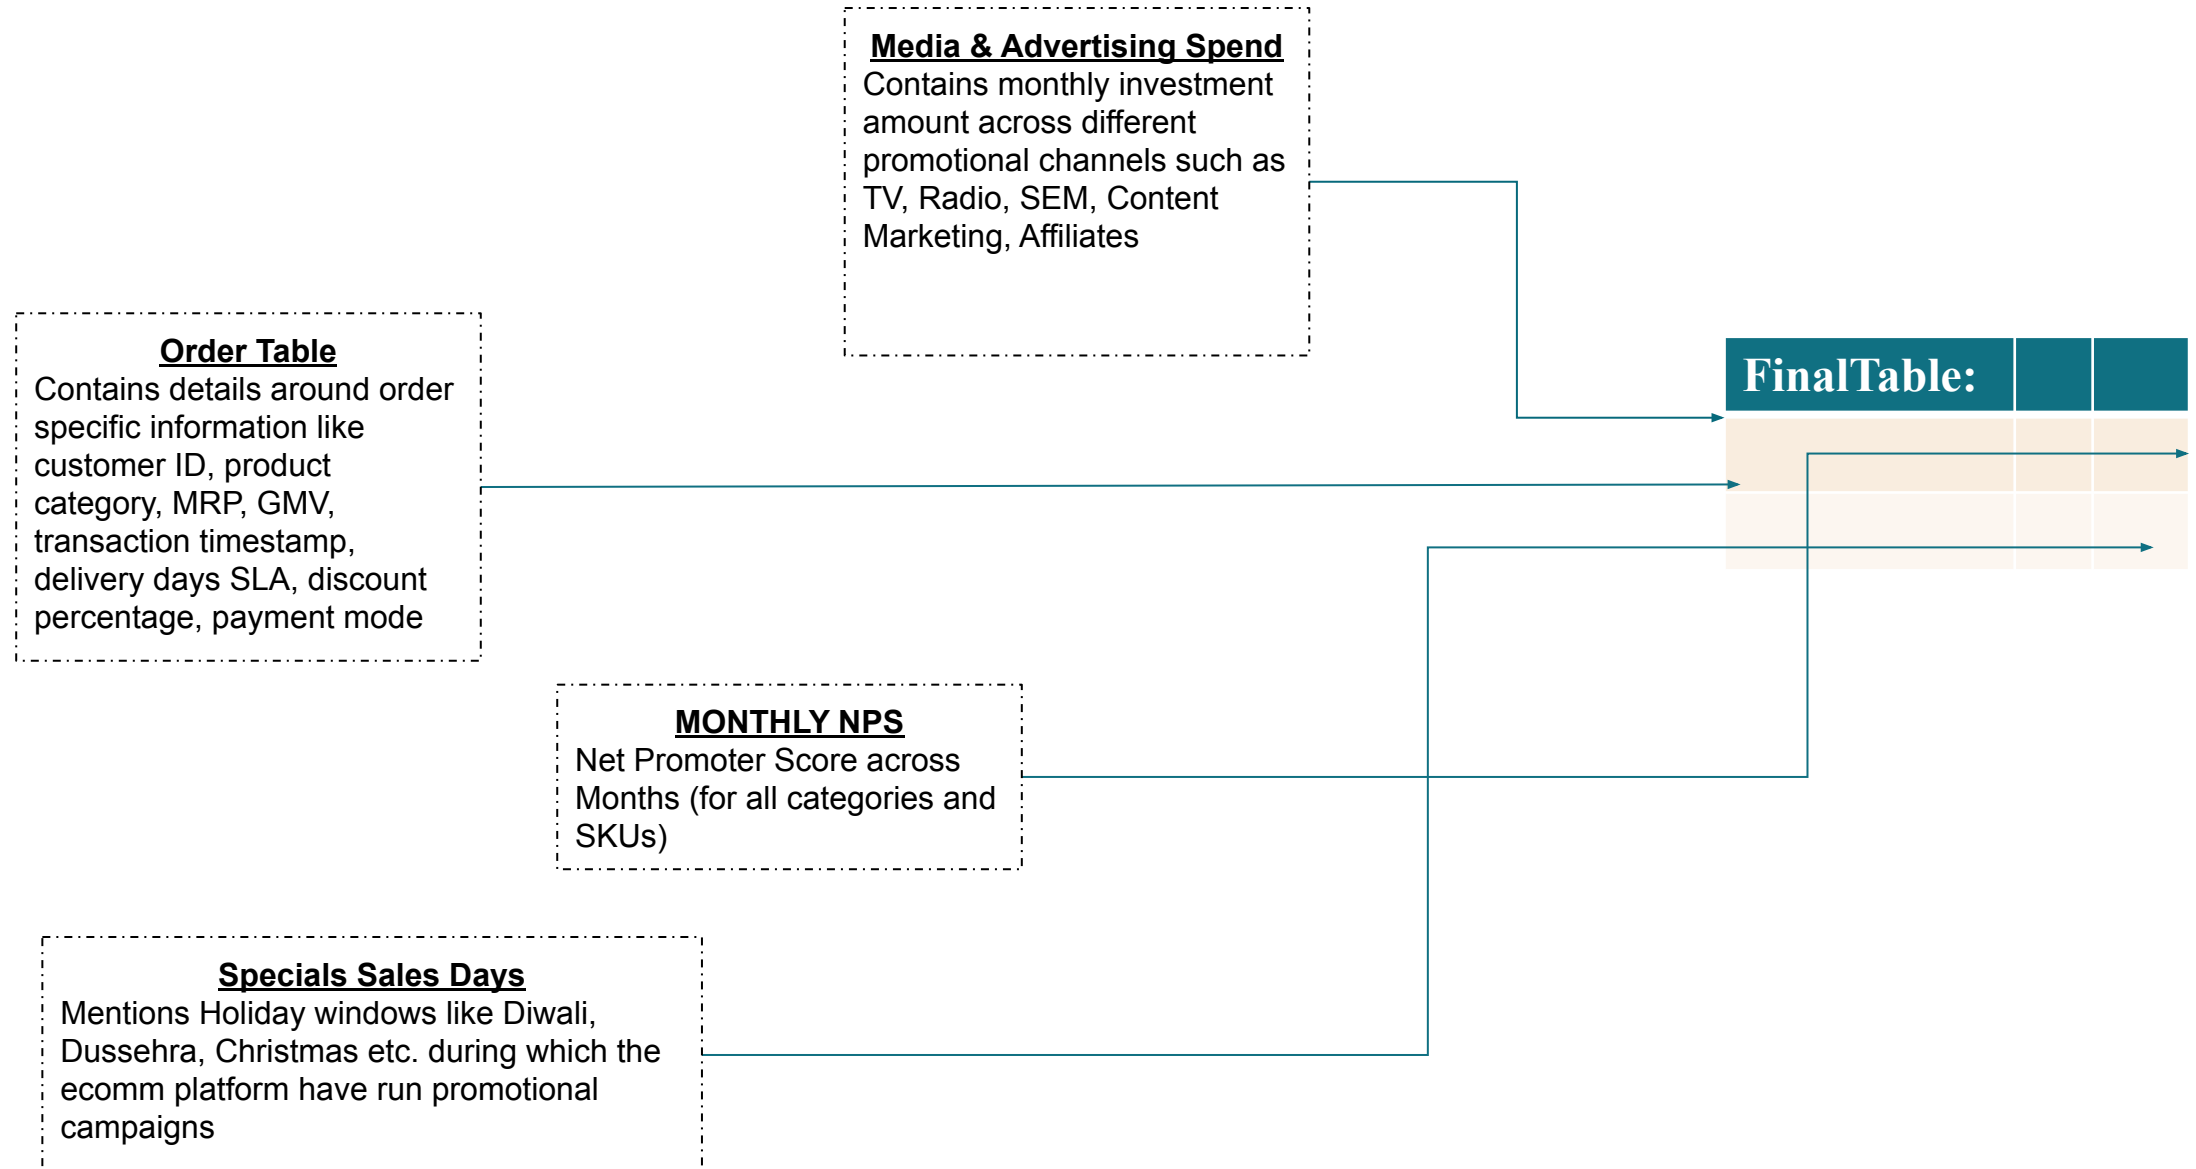 Media & Advertising Spend
Contains monthly investment
amount across different
promotional channels such as
TV, Radio, SEM, Content
Marketing, Affiliates
Order Table
Contains details around order
specific information like
customer ID, product
category, MRP, GMV,
transaction timestamp,
delivery days SLA, discount
percentage, payment mode
FinalTable:
MONTHLY NPS
Net Promoter Score across
Months (for all categories and
SKUs)
Specials Sales Days
Mentions Holiday windows like Diwali,
Dussehra, Christmas etc. during which the
ecomm platform have run promotional
campaigns